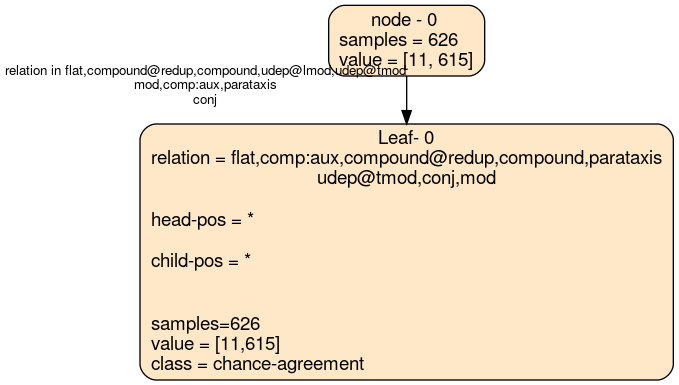 node - 0
samples = 626
value = [11, 615]
relation in flat,compound@redup,compound,udep@lmod,udep@tmod
mod,comp:aux,parataxis
conj
Leaf- 0
relation = flat,comp:aux,compound@redup,compound,parataxis
udep@tmod,conj,mod
head-pos = *
child-pos = *
samples=626
value = [11,615]
class = chance-agreement